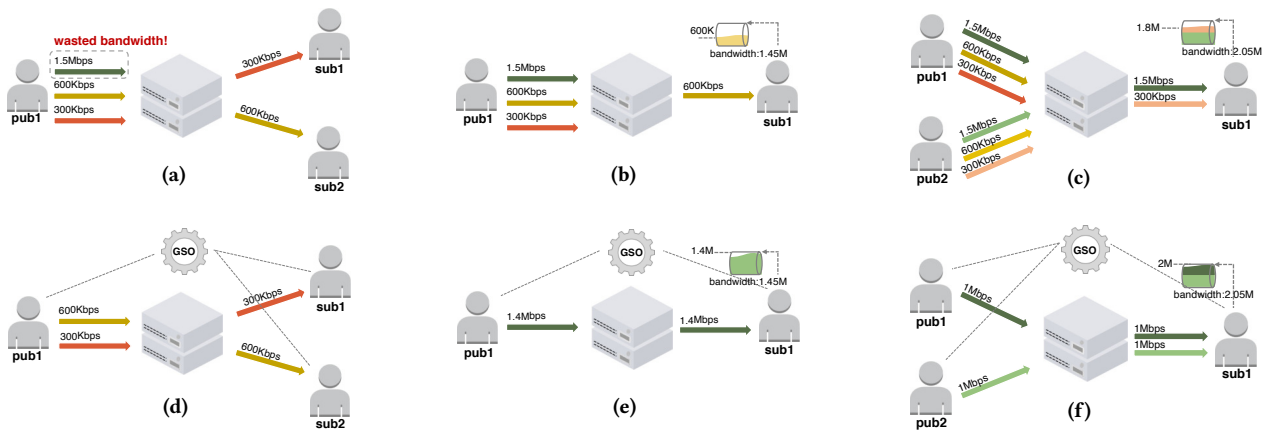 wasted bandwidth!
1.5Mbps
600Kbps
300Kbps
pub1
300Kbps
sub1
600Kbps
sub2
(a)
1.5Mbps
600Kbps
300Kbps
pub1
600K
bandwidth:1.45M
600Kbps
sub1
(b)
1.5Mbps
600Kbps
300Kbps
pub1
1.5Mbps
600Kbps
300Kbps
pub2
1.8M
bandwidth:2.05M
1.5Mbps
300Kbps
sub1
(c)
GSO
600Kbps
300Kbps
pub1
300Kbps
sub1
600Kbps
sub2
(d)
GSO
1.4Mbps
pub1
1.4M
bandwidth:1.45M
1.4Mbps
sub1
(e)
GSO
pub1
1Mbps
1Mbps
pub2
2M
bandwidth:2.05M
1Mbps
1Mbps
sub1
(f)